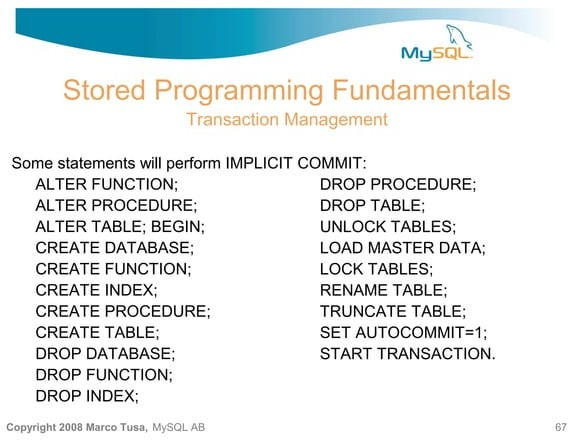 MySQL
Stored Programming Fundamentals
Transaction Management
Some statements will perform IMPLICIT COMMIT:
ALTER FUNCTION;
ALTER PROCEDURE;
ALTER TABLE; BEGIN;
CREATE DATABASE;
CREATE FUNCTION;
CREATE INDEX;
CREATE PROCEDURE;
CREATE TABLE;
DROP DATABASE;
DROP FUNCTION;
DROP INDEX;
DROP PROCEDURE;
DROP TABLE;
UNLOCK TABLES;
LOAD MASTER DATA;
LOCK TABLES;
RENAME TABLE;
TRUNCATE TABLE;
SET AUTOCOMMIT=1;
START TRANSACTION.
Copyright 2008 Marco Tusa, MySQL AB
67